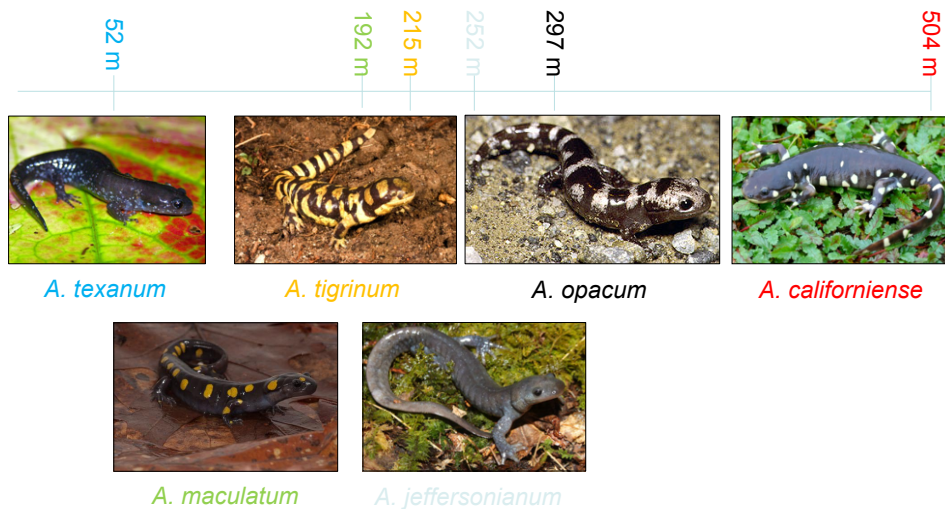 52 m
192 m
215 m
252 m
297 m
504 m
A. texanum
A. tigrinum
A. opacum
A. californiense
A. maculatum
A. jeffersonianum